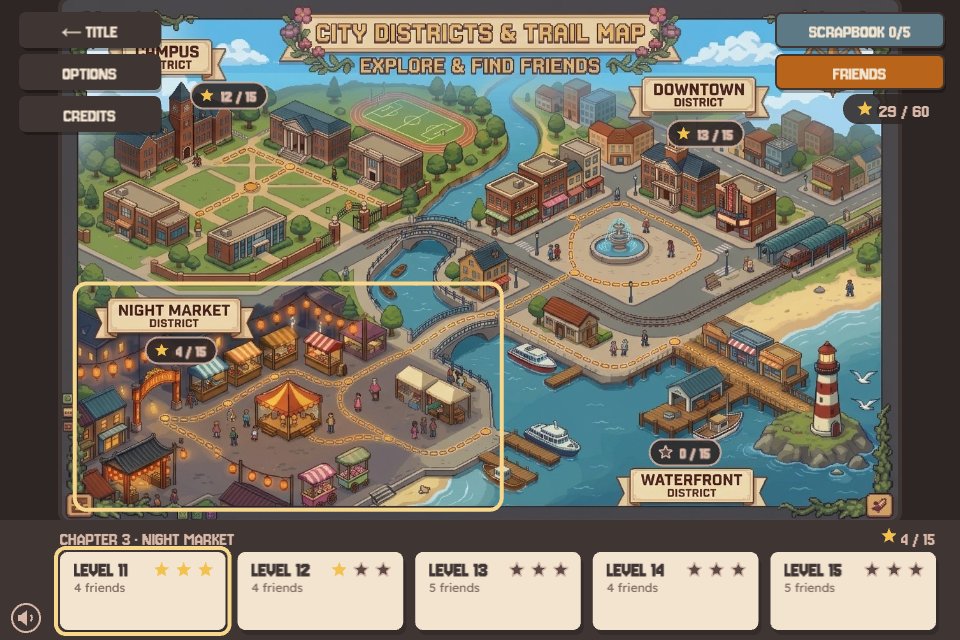 ← TITLE
OPTIONS
CREDITS
CITY DISTRICTS & TRAIL MAP
EXPLORE & FIND FRIENDS
SCRAPBOOK 0/5
FRIENDS
29 / 60
CAMPUS
TRICT
12 / 15
DOWNTOWN
DISTRICT
13 / 15
NIGHT MARKET
DISTRICT
4 / 15
0 / 15
WATERFRONT
DISTRICT
CHAPTER 3 · NIGHT MARKET
4 / 15
LEVEL 11
4 friends
LEVEL 12
4 friends
LEVEL 13
5 friends
LEVEL 14
4 friends
LEVEL 15
5 friends